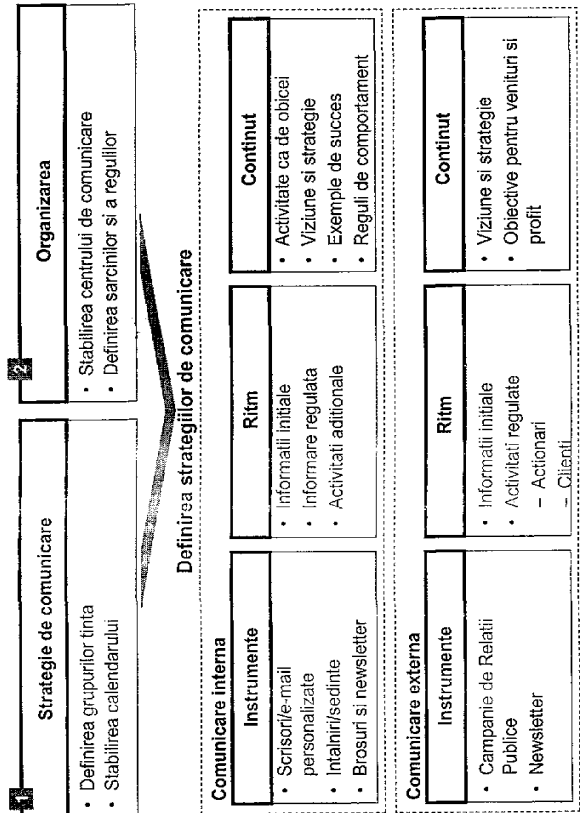 1
Strategie de comunicare
• Definirea grupurilor tinta
• Stabilirea calendarului
2
Organizarea
• Stabilirea centrului de comunicare
• Definirea sarcinilor si a regulilor
Definirea strategiilor de comunicare
Comunicare interna
Instrumente
• Scrisori/e-mail
personalizate
• Intalniri/sedinte
• Brosuri si newsletter
Ritm
• Informatii initiale
• Informare regulata
• Activitati aditionale
Continut
• Activitate ca de obicei
• Viziune si strategie
• Exemple de succes
• Reguli de comportament
Comunicare externa
Instrumente
• Campanie de Relatii
Publice
• Newsletter
Ritm
• Informatii initiale
• Activitati regulate
– Actionari
– Clienti
Continut
• Viziune si strategie
• Obiective pentru venituri si
profit